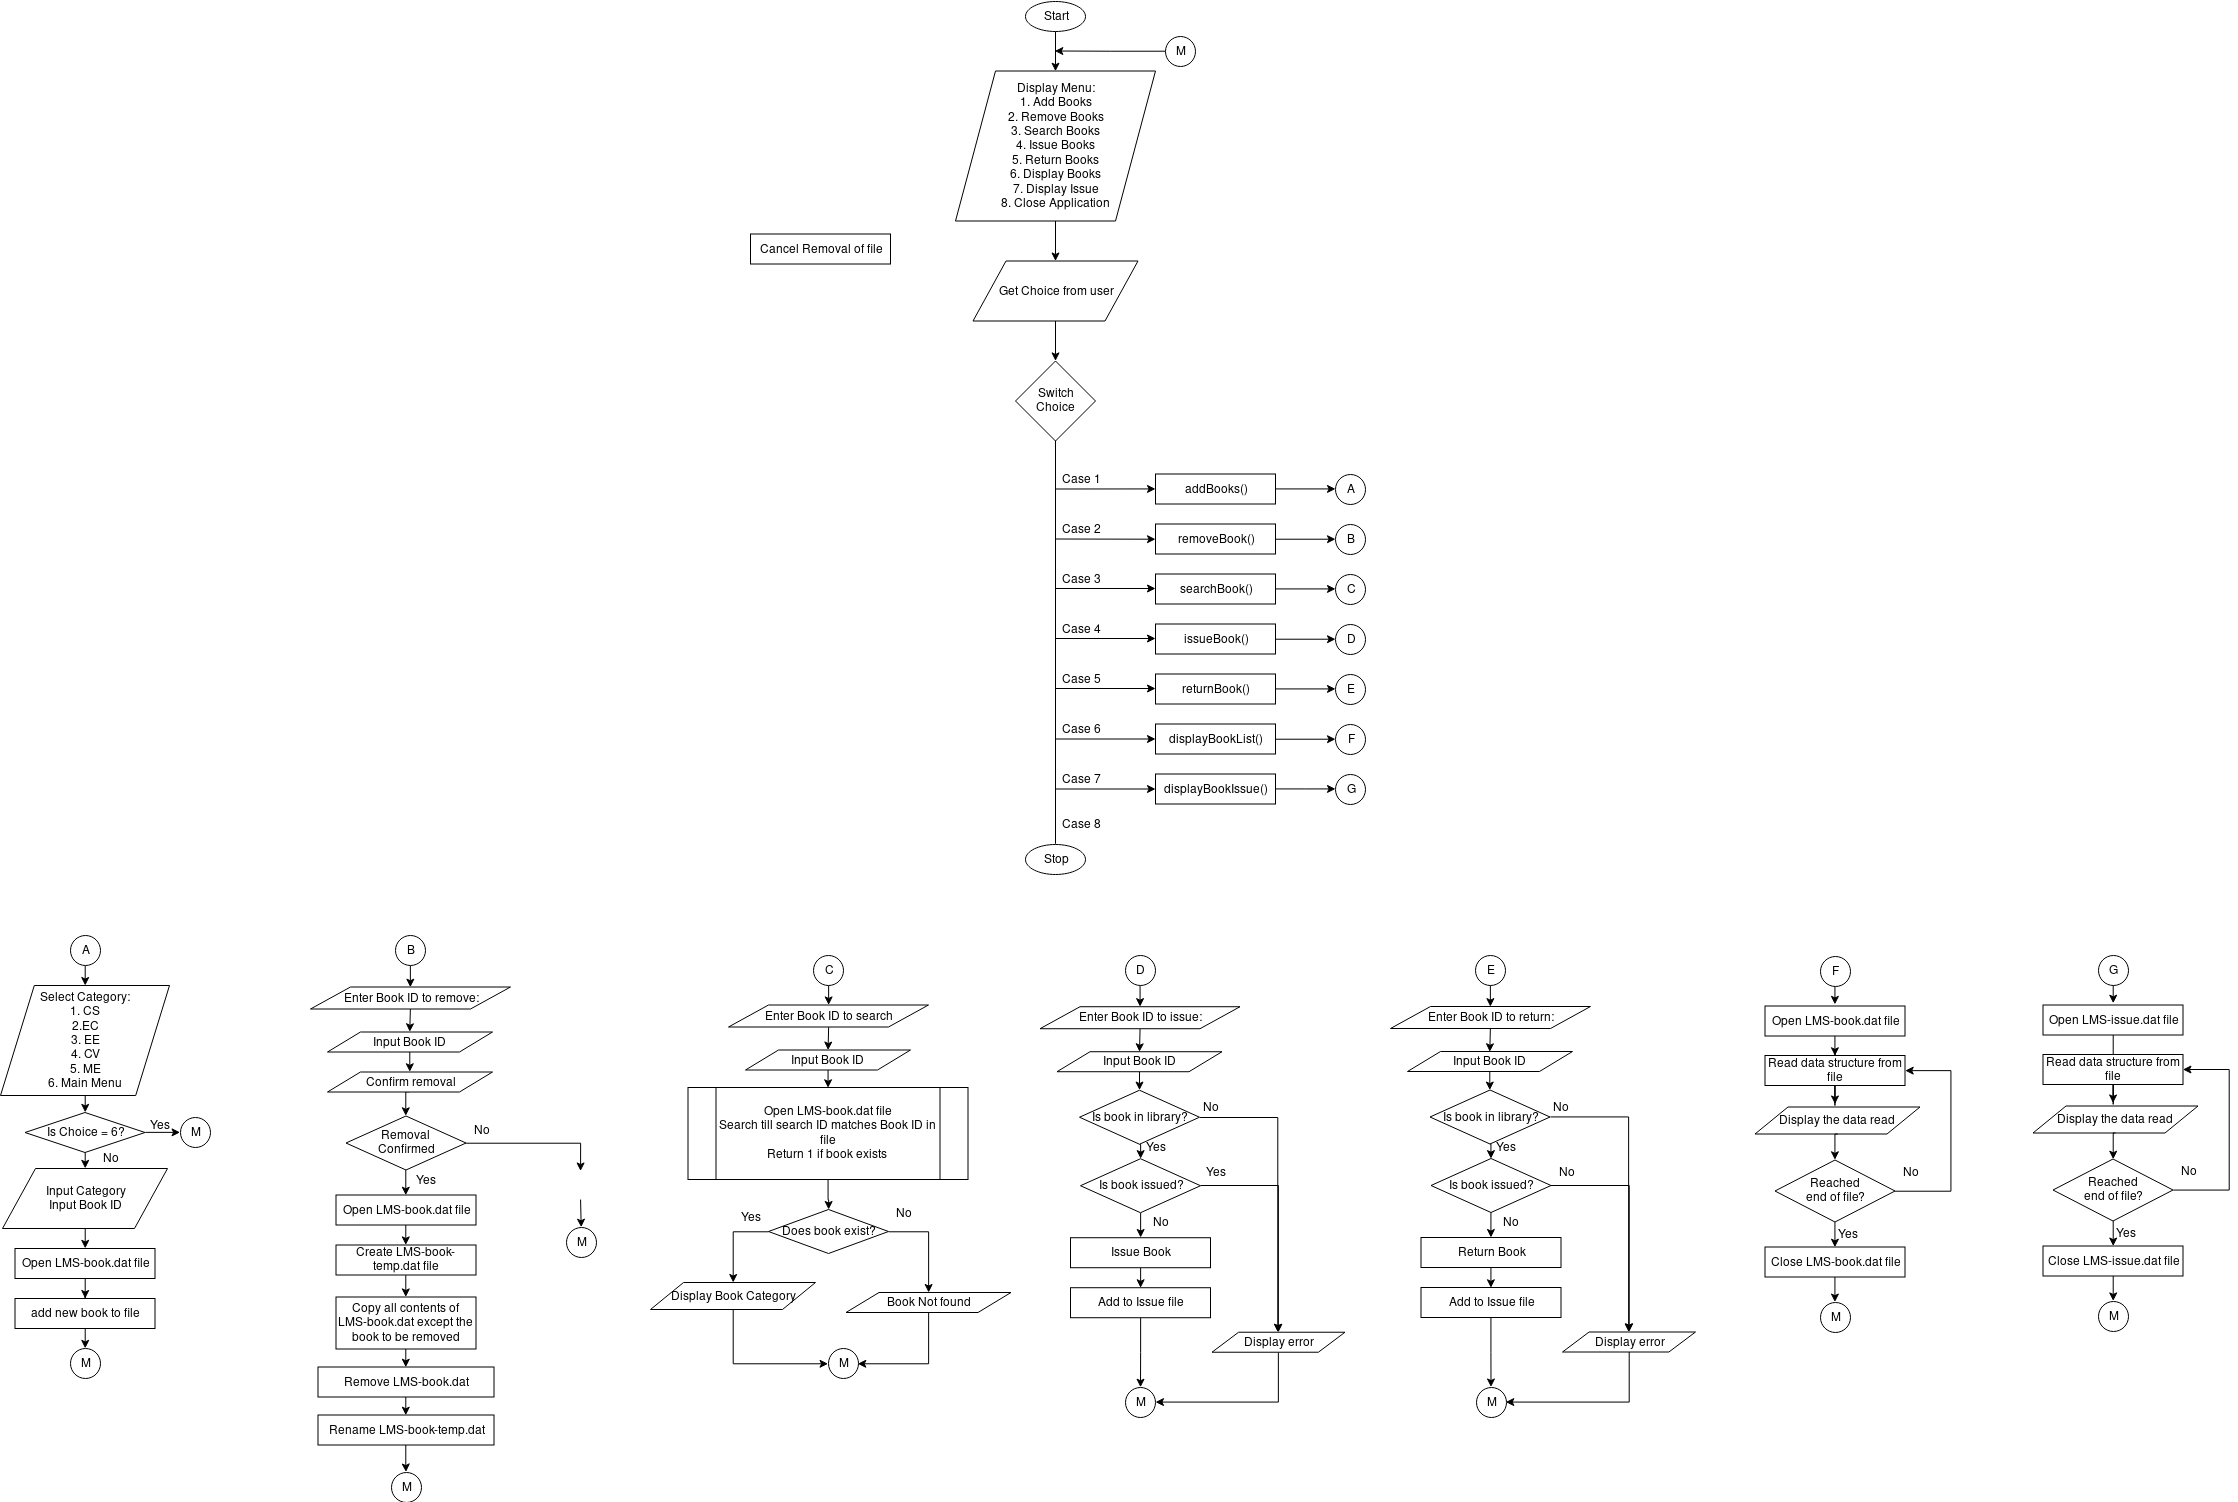 Start
M
Display Menu:
1. Add Books
2. Remove Books
3. Search Books
4. Issue Books
5. Return Books
6. Display Books
7. Display Issue
8. Close Application
Cancel Removal of file
Get Choice from user
Switch
Choice
Case 1
addBooks()
A
Case 2
removeBook()
B
Case 3
searchBook()
C
Case 4
issueBook()
D
Case 5
returnBook()
E
Case 6
displayBookList()
F
Case 7
displayBookIssue()
G
Case 8
Stop
A
Select Category:
1. CS
2.EC
3. EE
4. CV
5. ME
6. Main Menu
Is Choice = 6?
Yes
M
No
Input Category
Input Book ID
Open LMS-book.dat file
add new book to file
M
B
Enter Book ID to remove:
Input Book ID
Confirm removal
Removal
Confirmed
No
M
Yes
Open LMS-book.dat file
Create LMS-book-
temp.dat file
Copy all contents of
LMS-book.dat except the
book to be removed
Remove LMS-book.dat
Rename LMS-book-temp.dat
M
C
Enter Book ID to search
Input Book ID
Open LMS-book.dat file
Search till search ID matches Book ID in
file
Return 1 if book exists
Does book exist?
Yes
No
Display Book Category
Book Not found
M
D
Enter Book ID to issue:
Input Book ID
Is book in library?
No
Yes
Is book issued?
Yes
No
Issue Book
Add to Issue file
Display error
M
E
Enter Book ID to return:
Input Book ID
Is book in library?
No
Yes
Is book issued?
No
No
Return Book
Add to Issue file
Display error
M
F
Open LMS-book.dat file
Read data structure from
file
Display the data read
Reached
end of file?
No
Yes
Close LMS-book.dat file
M
G
Open LMS-issue.dat file
Read data structure from
file
Display the data read
Reached
end of file?
No
Yes
Close LMS-issue.dat file
M